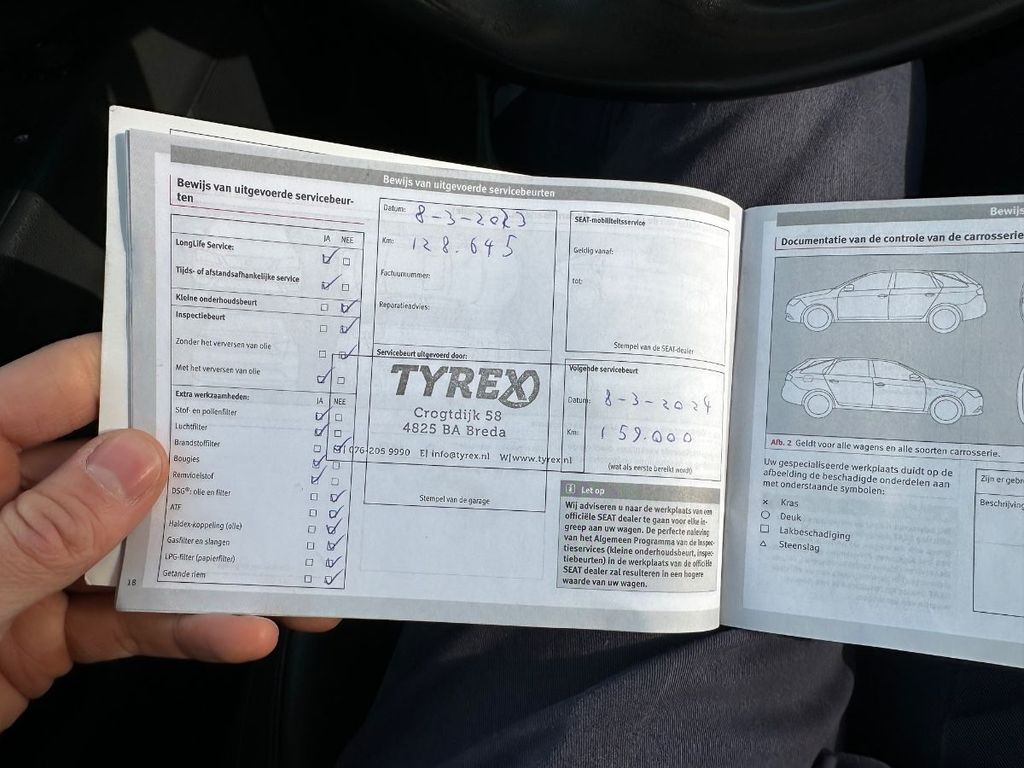 Bewijs van uitgevoerde servicebeurten
Bewijs van uitgevoerde servicebeur-
ten
JA NEE
LongLife Service:
Tijds- of afstandsafhankelijke service
Kleine onderhoudsbeurt
Inspectiebeurt
Zonder het verversen van olie
Met het verversen van olie
Extra werkzaamheden: JA NEE
Stof- en pollenfilter
Luchtfilter
Brandstoffilter
Bougies
Remvloeistof
DSG®: olie en filter
ATF
Haldex-koppeling (olie)
Gasfilter en slangen
LPG-filter (papierfilter)
Getande riem
18
Datum: 8-3-2023
Km: 128.645
Factuurnummer:
Reparatieadvies:
Servicebeurt uitgevoerd door:
TYREX
Crogtdijk 58
4825 BA Breda
T| 076-205 9990 E| info@tyrex.nl W|www.tyrex.nl
Stempel van de garage
SEAT-mobiliteitsservice
Geldig vanaf:
tot:
Stempel van de SEAT-dealer
Volgende servicebeurt
Datum: 8-3-2024
Km: 159.000
(wat als eerste bereikt wordt)
i Let op
Wij adviseren u naar de werkplaats van een
officiële SEAT dealer te gaan voor elke in-
greep aan uw wagen. De perfecte naleving
van het Algemeen Programma van de Inspec-
tieservices (kleine onderhoudsbeurt, inspec-
tiebeurten) in de werkplaats van de officiële
SEAT dealer zal resulteren in een hogere
waarde van uw wagen.
Bewijs
Documentatie van de controle van de carrosserie
Afb. 2 Geldt voor alle wagens en alle soorten carrosserie.
Uw gespecialiseerde werkplaats duidt op de
afbeelding de beschadigde onderdelen aan
met onderstaande symbolen:
× Kras
○ Deuk
□ Lakbeschadiging
△ Steenslag
Zijn er gebre
Beschrijving